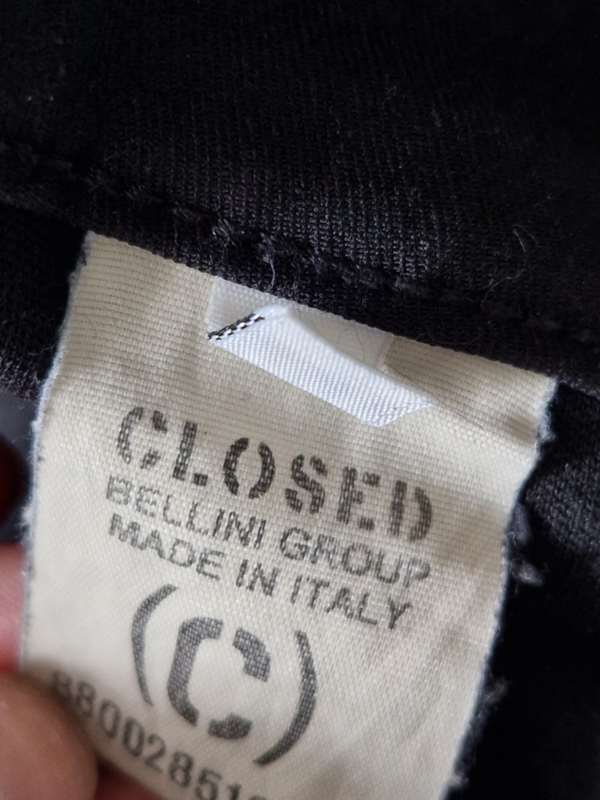 CLOSED
BELLINI GROUP
MADE IN ITALY
(C)